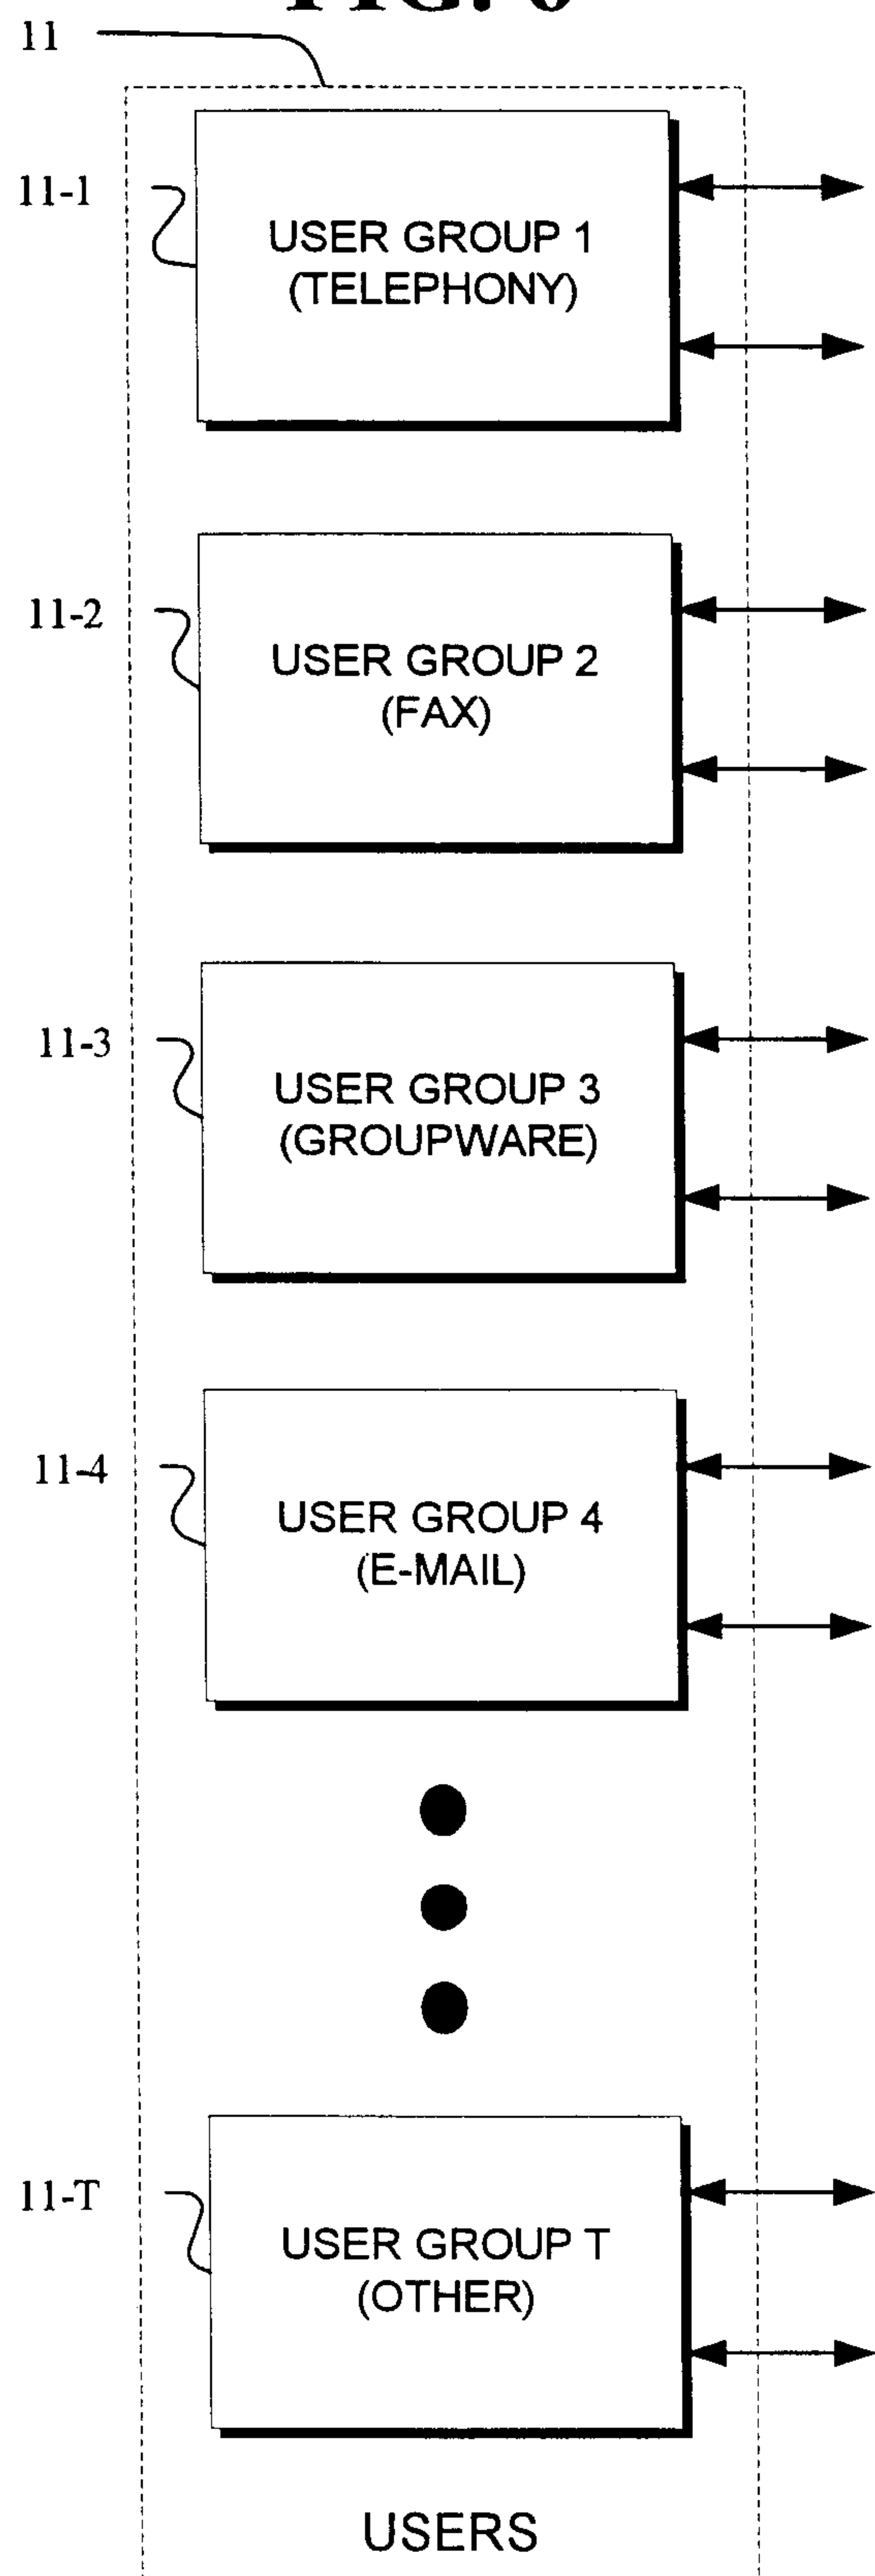 11
11-1
USER GROUP 1
(TELEPHONY)
11-2
USER GROUP 2
(FAX)
11-3
USER GROUP 3
(GROUPWARE)
11-4
USER GROUP 4
(E-MAIL)
11-T
USER GROUP T
(OTHER)
USERS